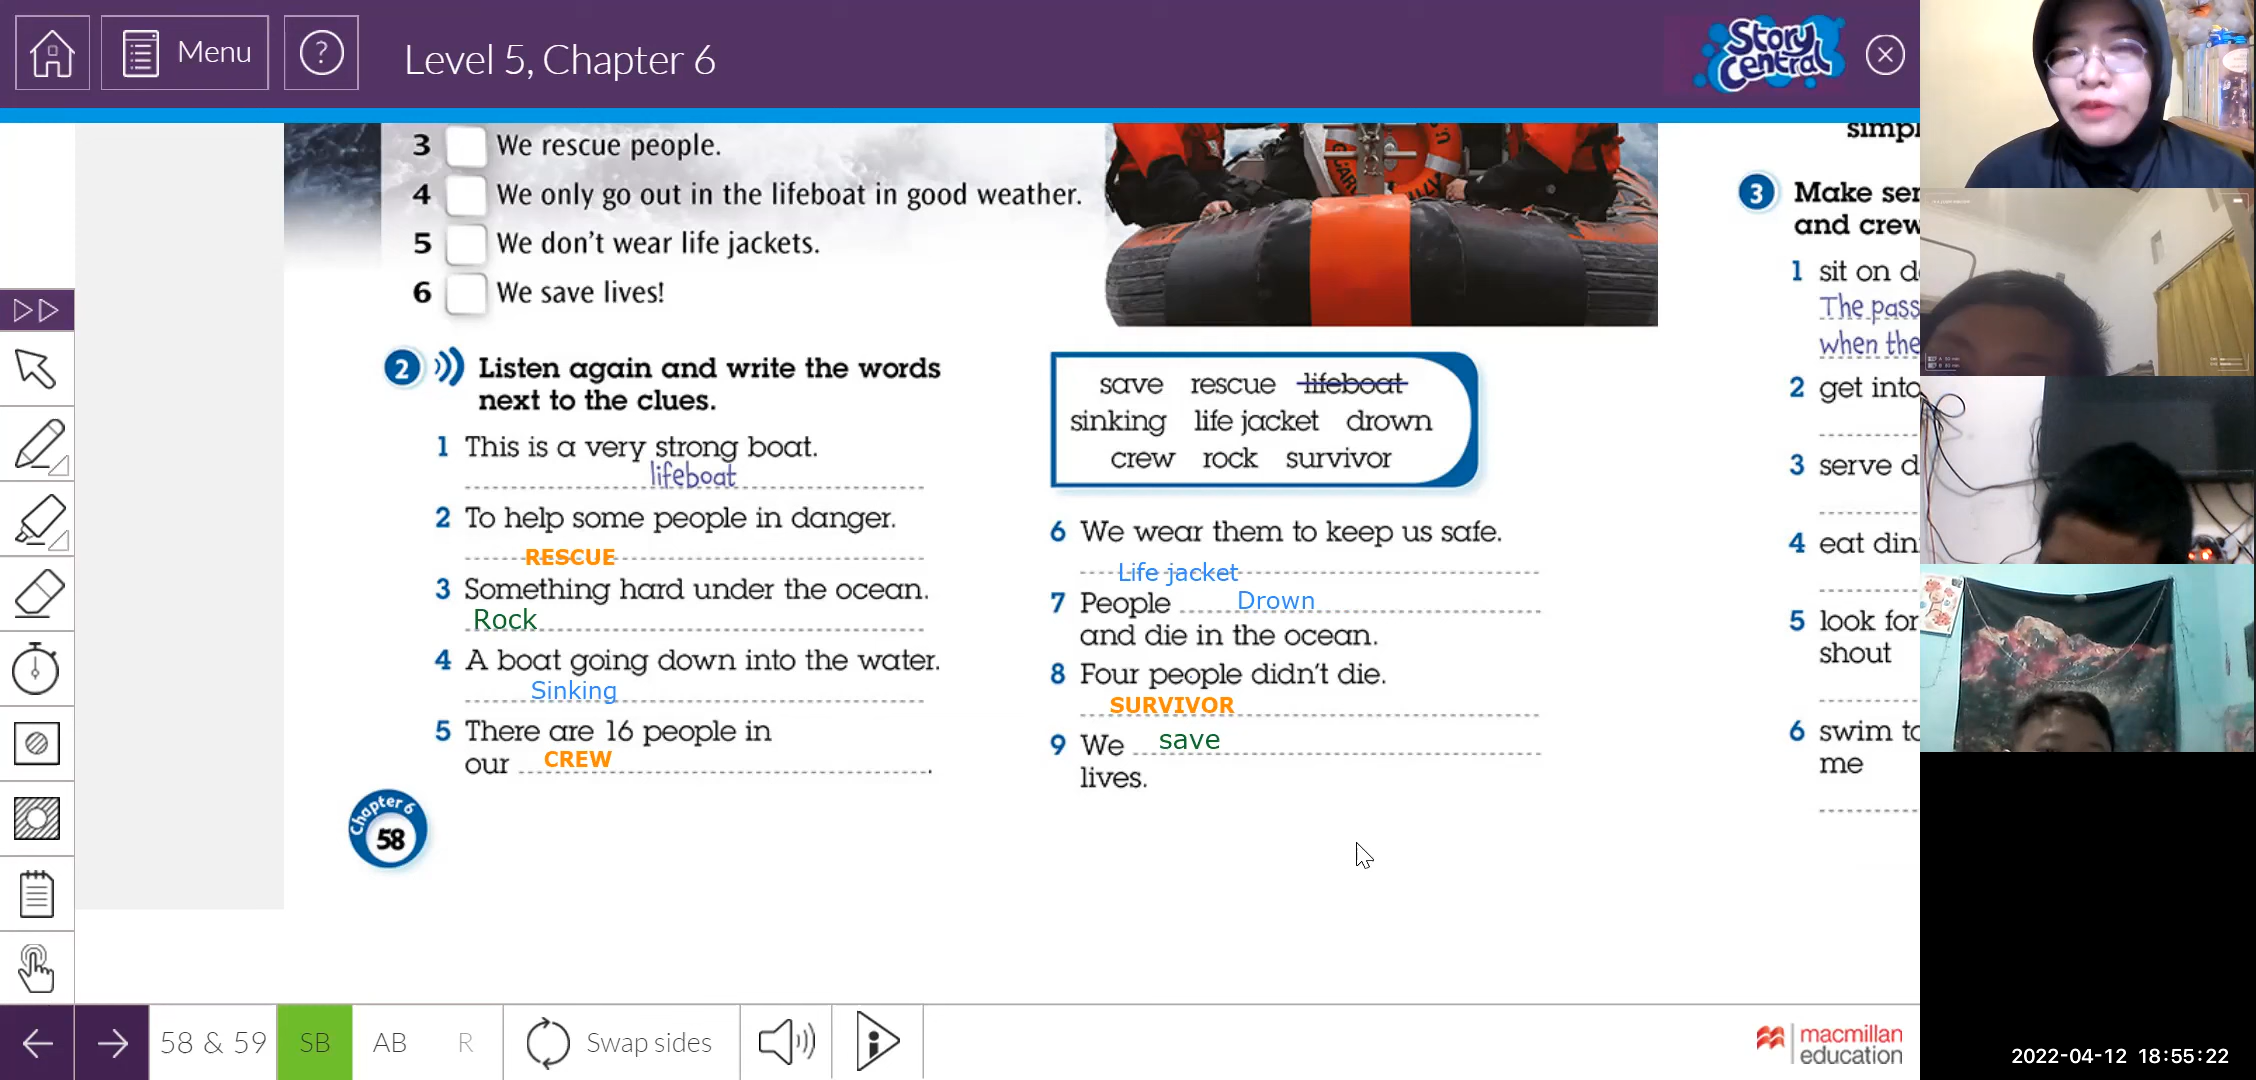 Menu
?
Level 5, Chapter 6
Story
Central
3 We rescue people.
4 We only go out in the lifeboat in good weather.
5 We don't wear life jackets.
6 We save lives!
2 Listen again and write the words
next to the clues.
1 This is a very strong boat.
lifeboat
2 To help some people in danger.
RESCUE
3 Something hard under the ocean.
Rock
4 A boat going down into the water.
Sinking
5 There are 16 people in
our CREW .
Chapter 6
58
save rescue lifeboat
sinking life jacket drown
crew rock survivor
6 We wear them to keep us safe.
Life jacket
7 People Drown
and die in the ocean.
8 Four people didn't die.
SURVIVOR
9 We save
lives.
simpl
3 Make ser
and crew
1 sit on d
The pass
when the
2 get into
3 serve d
4 eat din
5 look for
shout
6 swim to
me
58 & 59
SB
AB
R
Swap sides
macmillan
education
2022-04-12 18:55:22